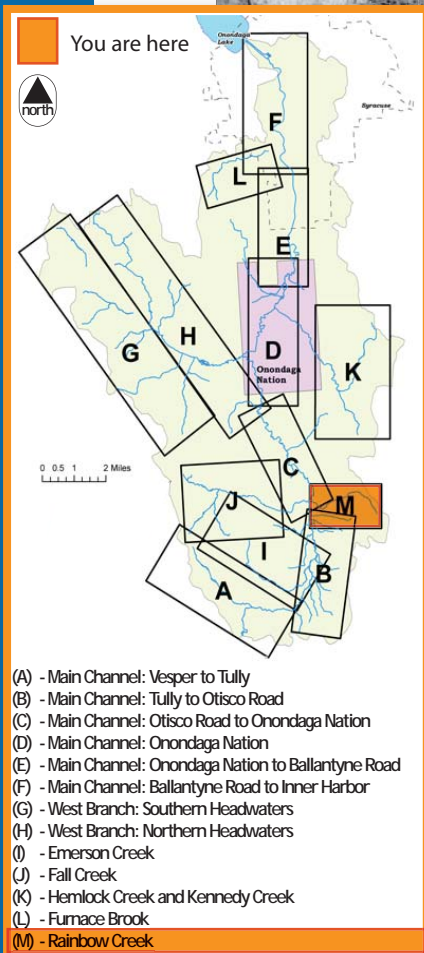 You are here
north
Onondaga
Lake
Syracuse
F
L
E
D
Onondaga
Nation
H
G
K
C
0 0.5 1 2 Miles
J
M
I
B
A
(A) - Main Channel: Vesper to Tully
(B) - Main Channel: Tully to Otisco Road
(C) - Main Channel: Otisco Road to Onondaga Nation
(D) - Main Channel: Onondaga Nation
(E) - Main Channel: Onondaga Nation to Ballantyne Road
(F) - Main Channel: Ballantyne Road to Inner Harbor
(G) - West Branch: Southern Headwaters
(H) - West Branch: Northern Headwaters
(I) - Emerson Creek
(J) - Fall Creek
(K) - Hemlock Creek and Kennedy Creek
(L) - Furnace Brook
(M) - Rainbow Creek